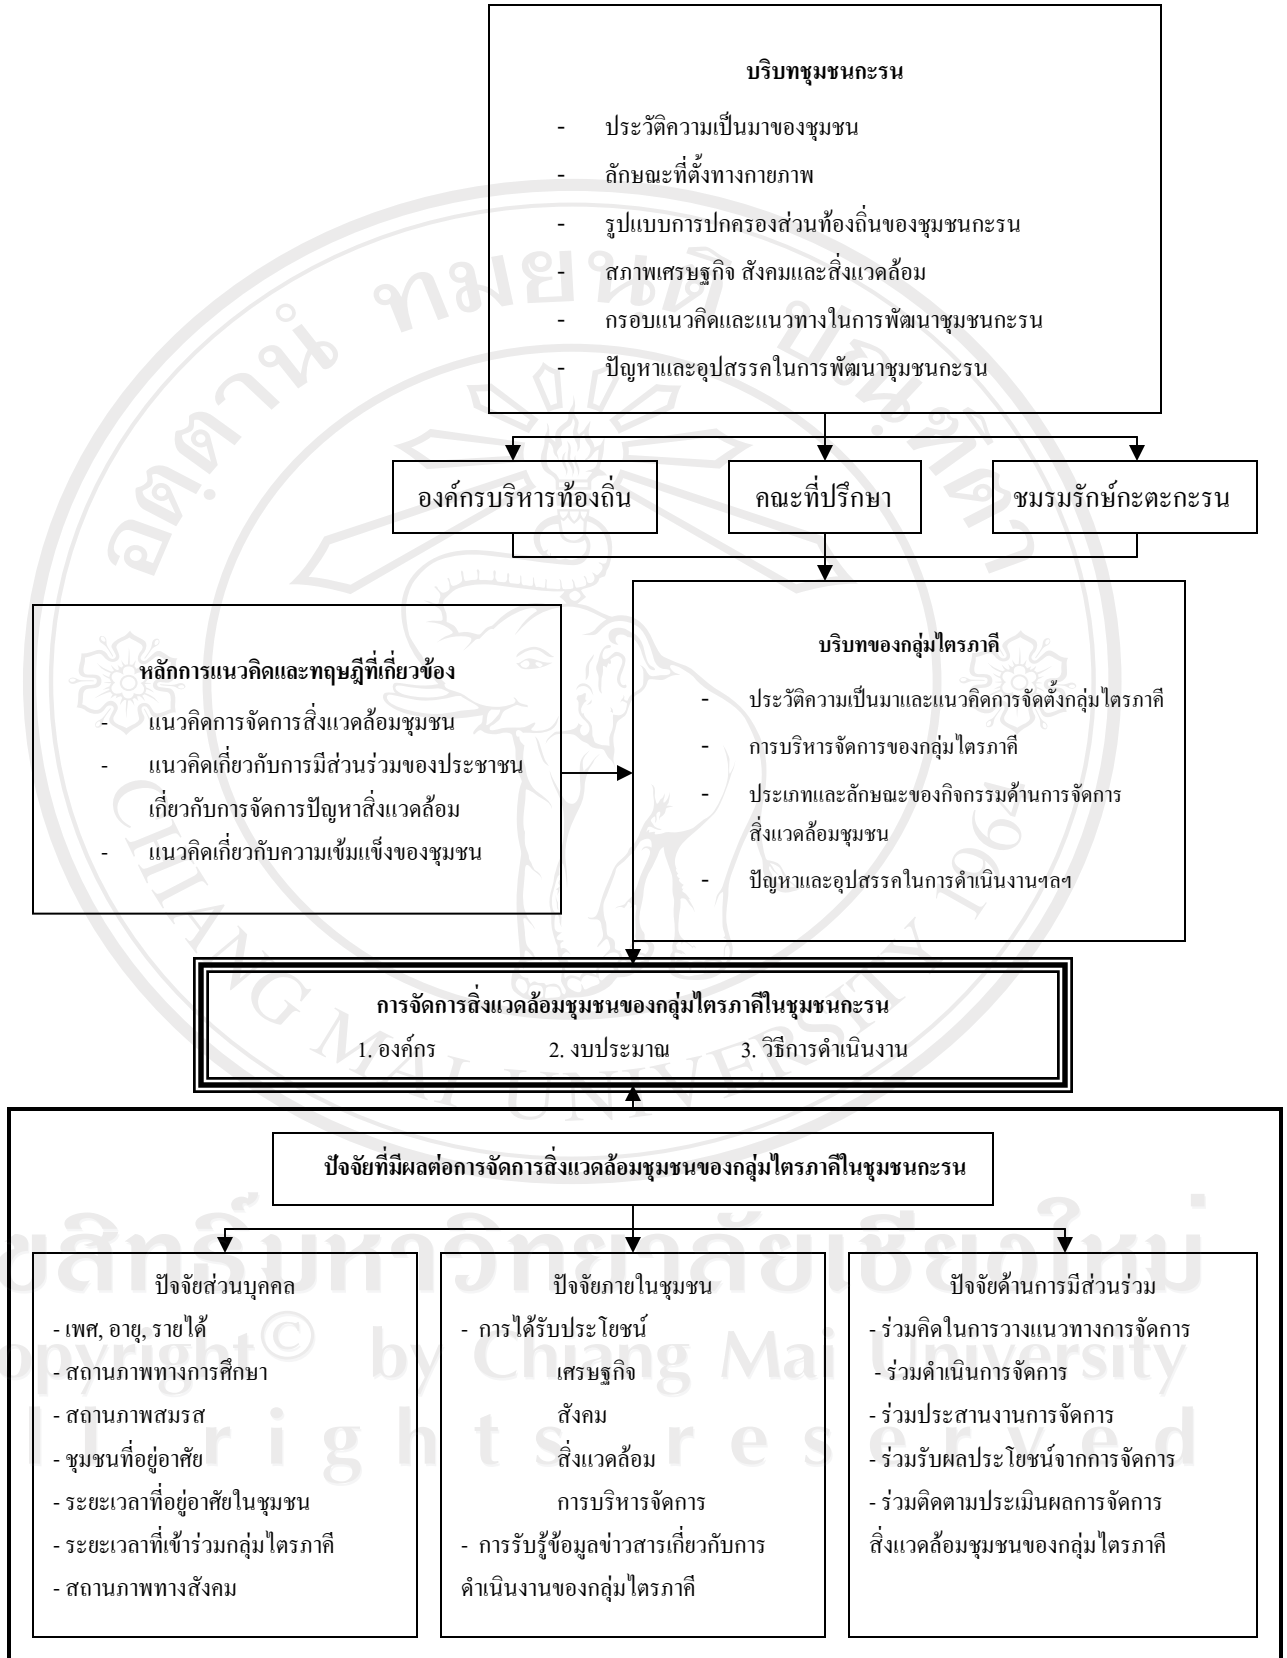 บริบทชุมชนกะรน
- ประวัติความเป็นมาของชุมชน
- ลักษณะที่ตั้งทางกายภาพ
- รูปแบบการปกครองส่วนท้องถิ่นของชุมชนกะรน
- สภาพเศรษฐกิจ สังคมและสิ่งแวดล้อม
- กรอบแนวคิดและแนวทางในการพัฒนาชุมชนกะรน
- ปัญหาและอุปสรรคในการพัฒนาชุมชนกะรน
องค์กรบริหารท้องถิ่น
คณะที่ปรึกษา
ชมรมรักษ์กะตะกะรน
หลักการแนวคิดและทฤษฎีที่เกี่ยวข้อง
- แนวคิดการจัดการสิ่งแวดล้อมชุมชน
- แนวคิดเกี่ยวกับการมีส่วนร่วมของประชาชน
เกี่ยวกับการจัดการปัญหาสิ่งแวดล้อม
- แนวคิดเกี่ยวกับความเข้มแข็งของชุมชน
บริบทของกลุ่มไตรภาคี
- ประวัติความเป็นมาและแนวคิดการจัดตั้งกลุ่มไตรภาคี
- การบริหารจัดการของกลุ่มไตรภาคี
- ประเภทและลักษณะของกิจกรรมด้านการจัดการ
สิ่งแวดล้อมชุมชน
- ปัญหาและอุปสรรคในการดำเนินงานฯลฯ
การจัดการสิ่งแวดล้อมชุมชนของกลุ่มไตรภาคีในชุมชนกะรน
1. องค์กร 2. งบประมาณ 3. วิธีการดำเนินงาน
ปัจจัยที่มีผลต่อการจัดการสิ่งแวดล้อมชุมชนของกลุ่มไตรภาคีในชุมชนกะรน
ปัจจัยส่วนบุคคล
- เพศ, อายุ, รายได้
- สถานภาพทางการศึกษา
- สถานภาพสมรส
- ชุมชนที่อยู่อาศัย
- ระยะเวลาที่อยู่อาศัยในชุมชน
- ระยะเวลาที่เข้าร่วมกลุ่มไตรภาคี
- สถานภาพทางสังคม
ปัจจัยภายในชุมชน
- การได้รับประโยชน์
เศรษฐกิจ
สังคม
สิ่งแวดล้อม
การบริหารจัดการ
- การรับรู้ข้อมูลข่าวสารเกี่ยวกับการ
ดำเนินงานของกลุ่มไตรภาคี
ปัจจัยด้านการมีส่วนร่วม
- ร่วมคิดในการวางแนวทางการจัดการ
- ร่วมดำเนินการจัดการ
- ร่วมประสานงานการจัดการ
- ร่วมรับผลประโยชน์จากการจัดการ
- ร่วมติดตามประเมินผลการจัดการ
สิ่งแวดล้อมชุมชนของกลุ่มไตรภาคี
อตฺตานํ ทมยนฺติ ปณฺฑิตา
CHIANG MAI UNIVERSITY 1964
ขสิทธิ์มหาวิทยาลัยเชียงใหม่
opyright© by Chiang Mai University
ll rights reserved